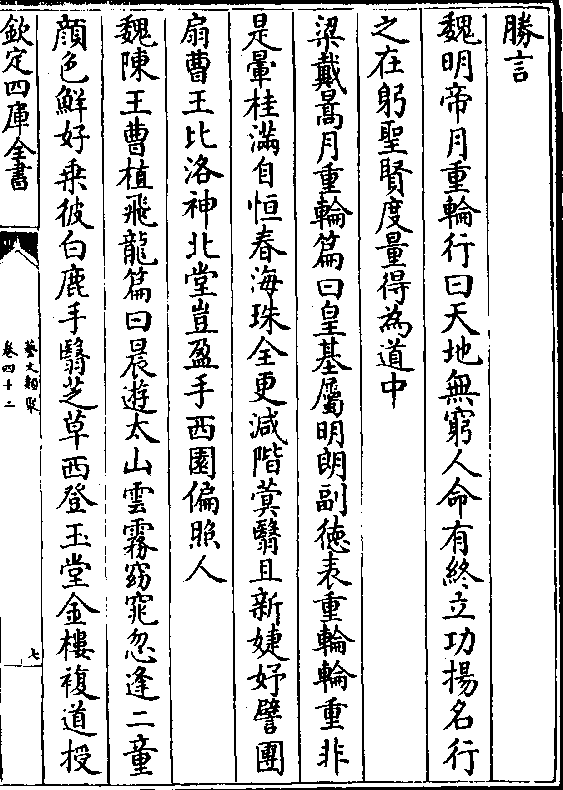 勝言
魏明帝月重輪行曰天地無窮人命有終立功揚名行
之在躬聖賢度量得為道中
梁戴暠月重輪篇曰皇基屬明朗副徳表重輪輪重非
是暈桂滿自恒春海珠全更減階蓂翳且新婕妤譬團
扇曹王比洛神北堂豈盈手西園偏照人
魏陳王曹植飛龍篇曰晨遊太山雲霧窈窕忽逢二童
顔色鮮好乗彼白鹿手翳芝草西登玉堂金樓複道授
欽定四庫全書
藝文類聚
卷四十二
七